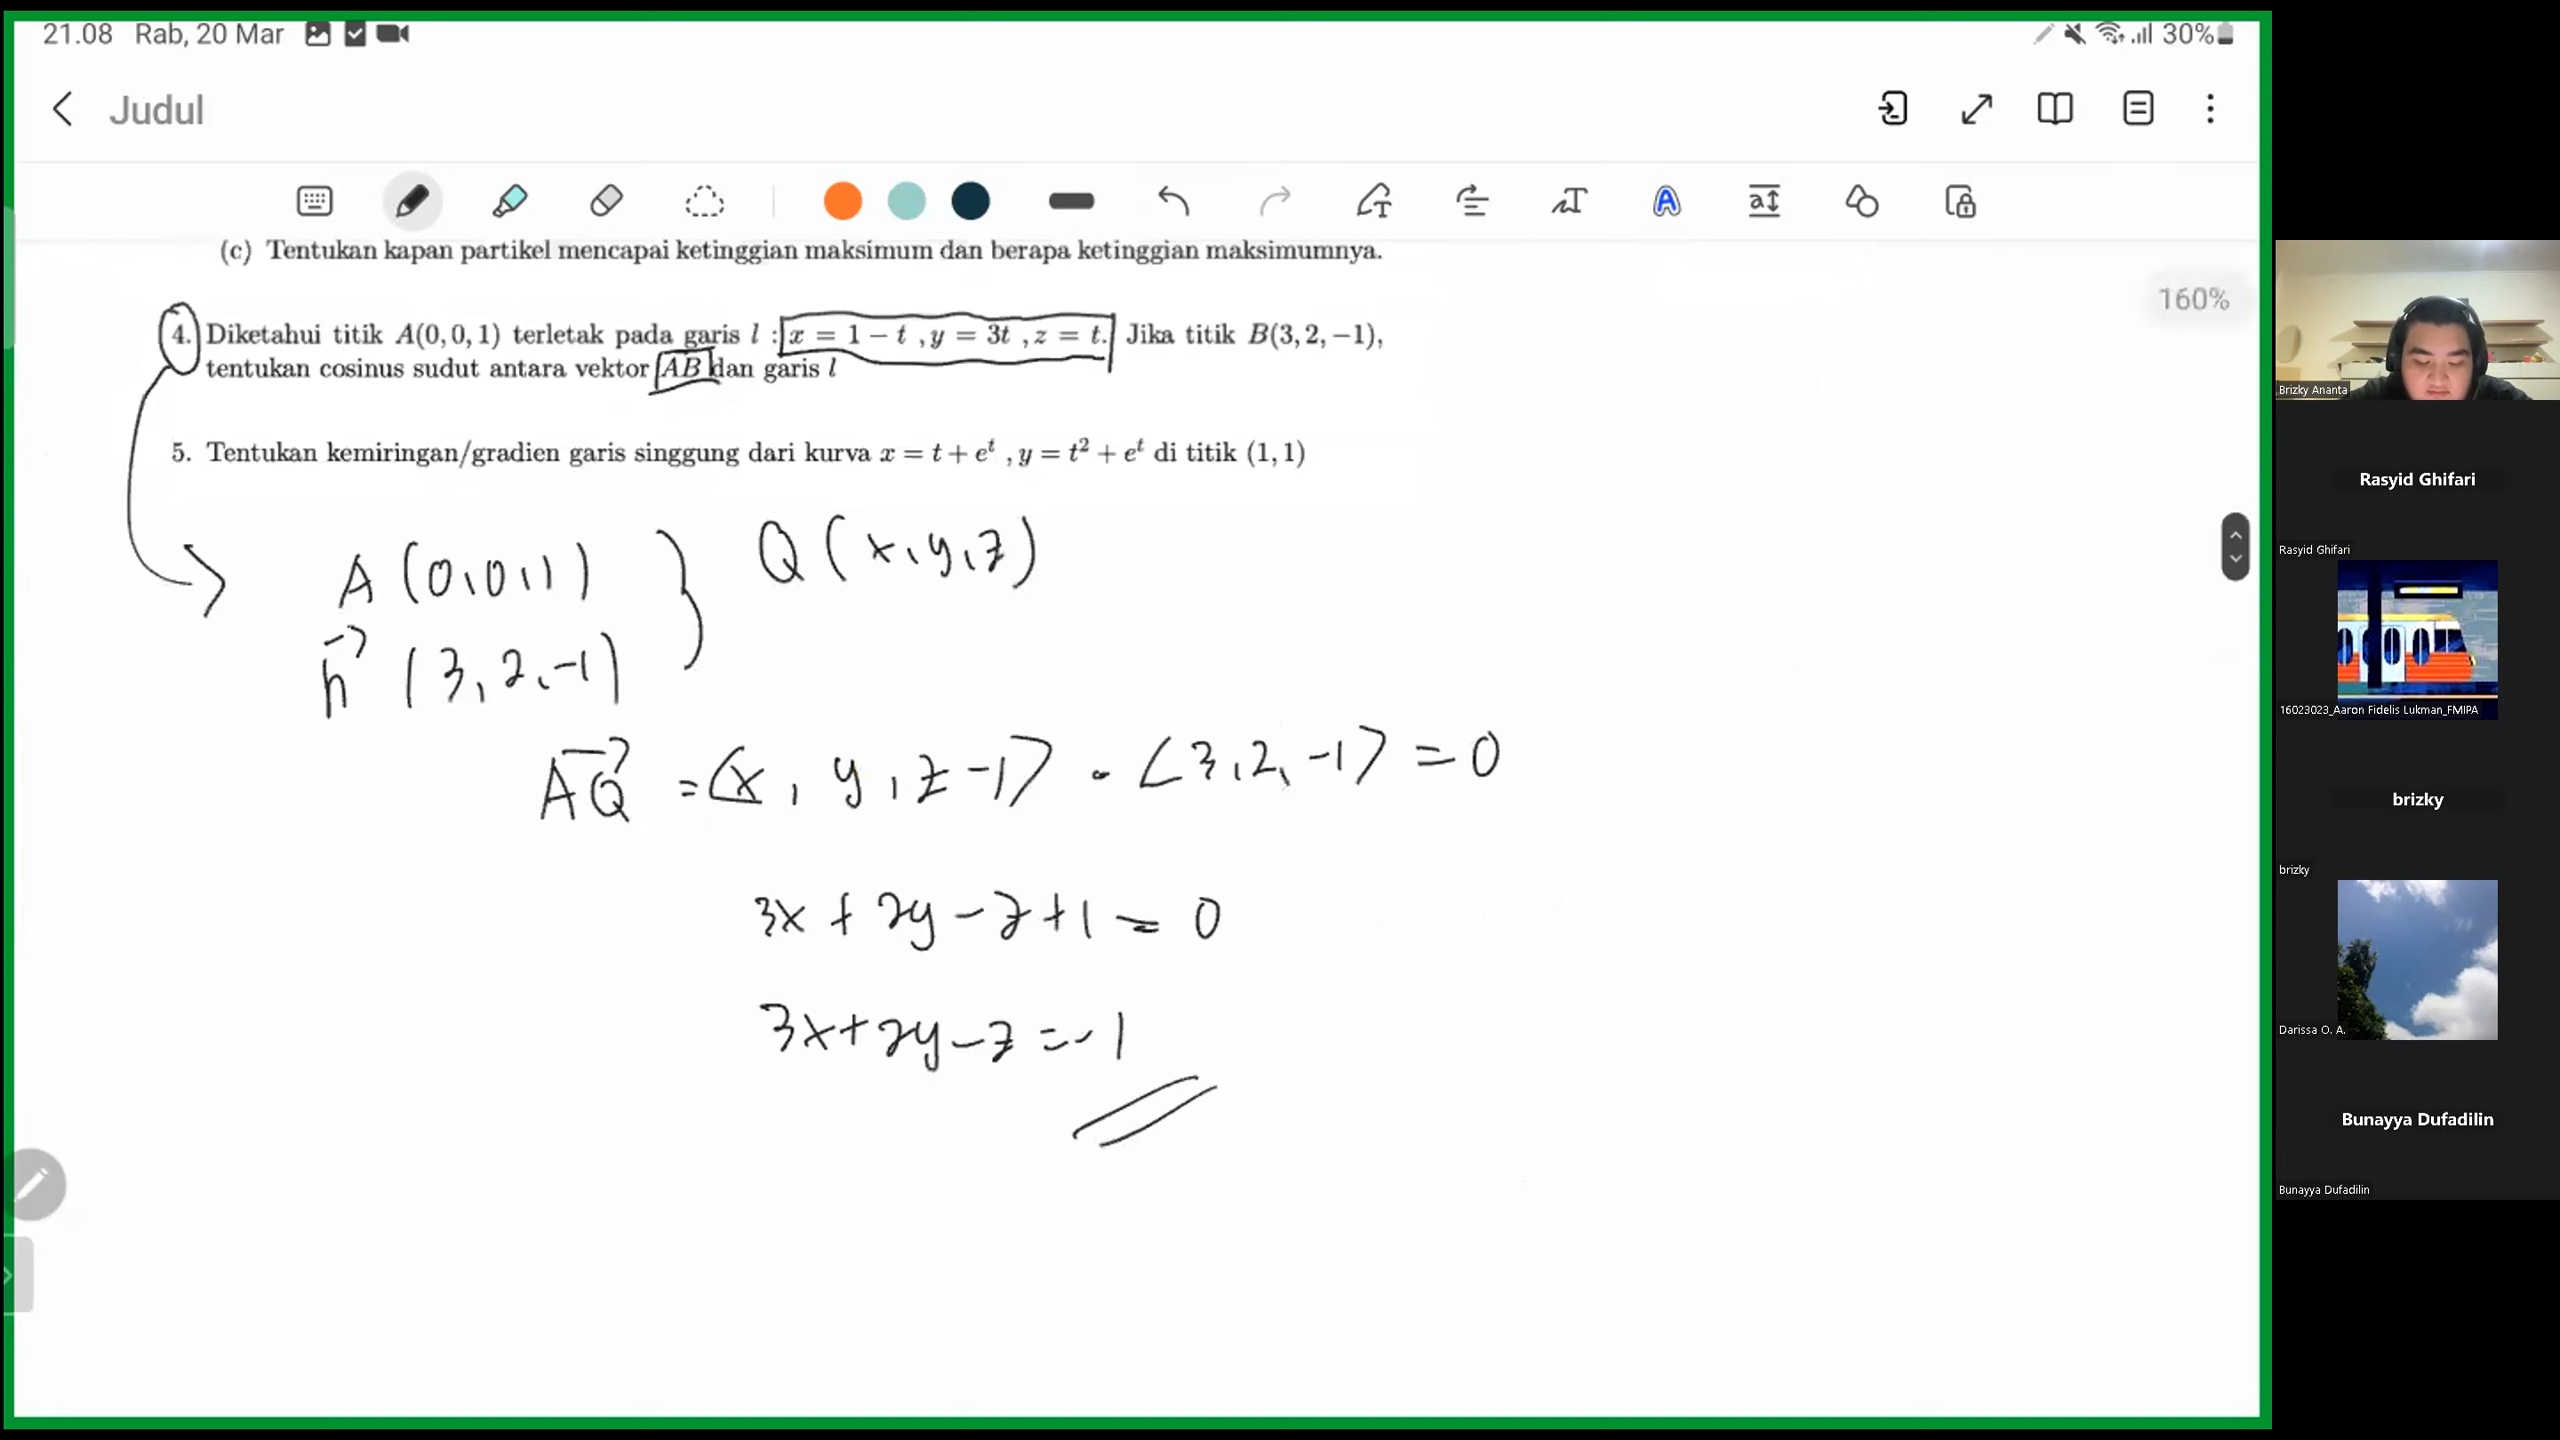 21.08 Rab, 20 Mar
30%
Judul
(c) Tentukan kapan partikel mencapai ketinggian maksimum dan berapa ketinggian maksimumnya.
160%
4. Diketahui titik A(0, 0, 1) terletak pada garis l : x = 1 − t , y = 3t , z = t. Jika titik B(3, 2, −1),
tentukan cosinus sudut antara vektor AB dan garis l
5. Tentukan kemiringan/gradien garis singgung dari kurva x = t + eᵗ , y = t² + eᵗ di titik (1, 1)
A (0,0,1) } Q (x,y,z)
n⃗ (3, 2, -1)
AQ⃗ = ⟨x, y, z-1⟩ · ⟨3, 2, -1⟩ = 0
3x + 2y - z + 1 = 0
3x + 2y - z = -1
Brizky Ananta
Rasyid Ghifari
Rasyid Ghifari
16023023_Aaron Fidelis Lukman_FMIPA
brizky
brizky
Darissa O. A.
Bunayya Dufadilin
Bunayya Dufadilin